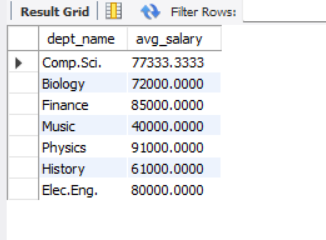 Result Grid Filter Rows:
dept_name avg_salary
Comp.Sci. 77333.3333
Biology 72000.0000
Finance 85000.0000
Music 40000.0000
Physics 91000.0000
History 61000.0000
Elec.Eng. 80000.0000